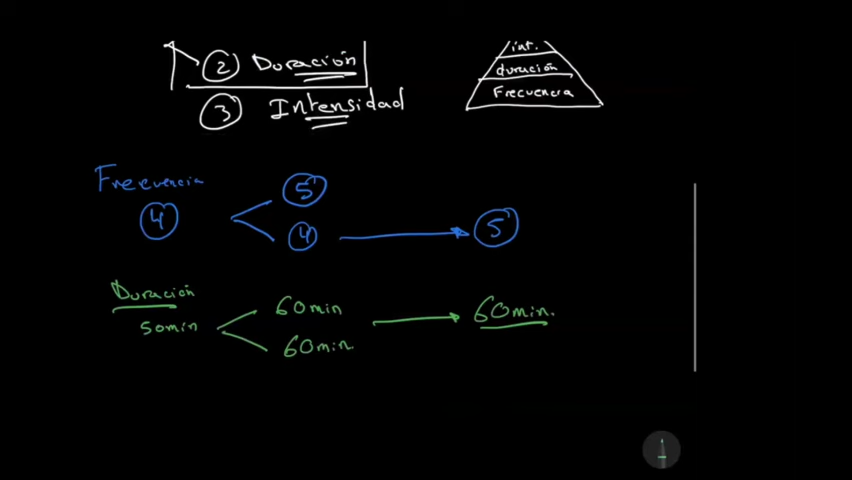 2 Duración
3 Intensidad
int.
duración
Frecuencia
Frecuencia
4
5
4
5
Duración
50min
60min
60min.
60min.